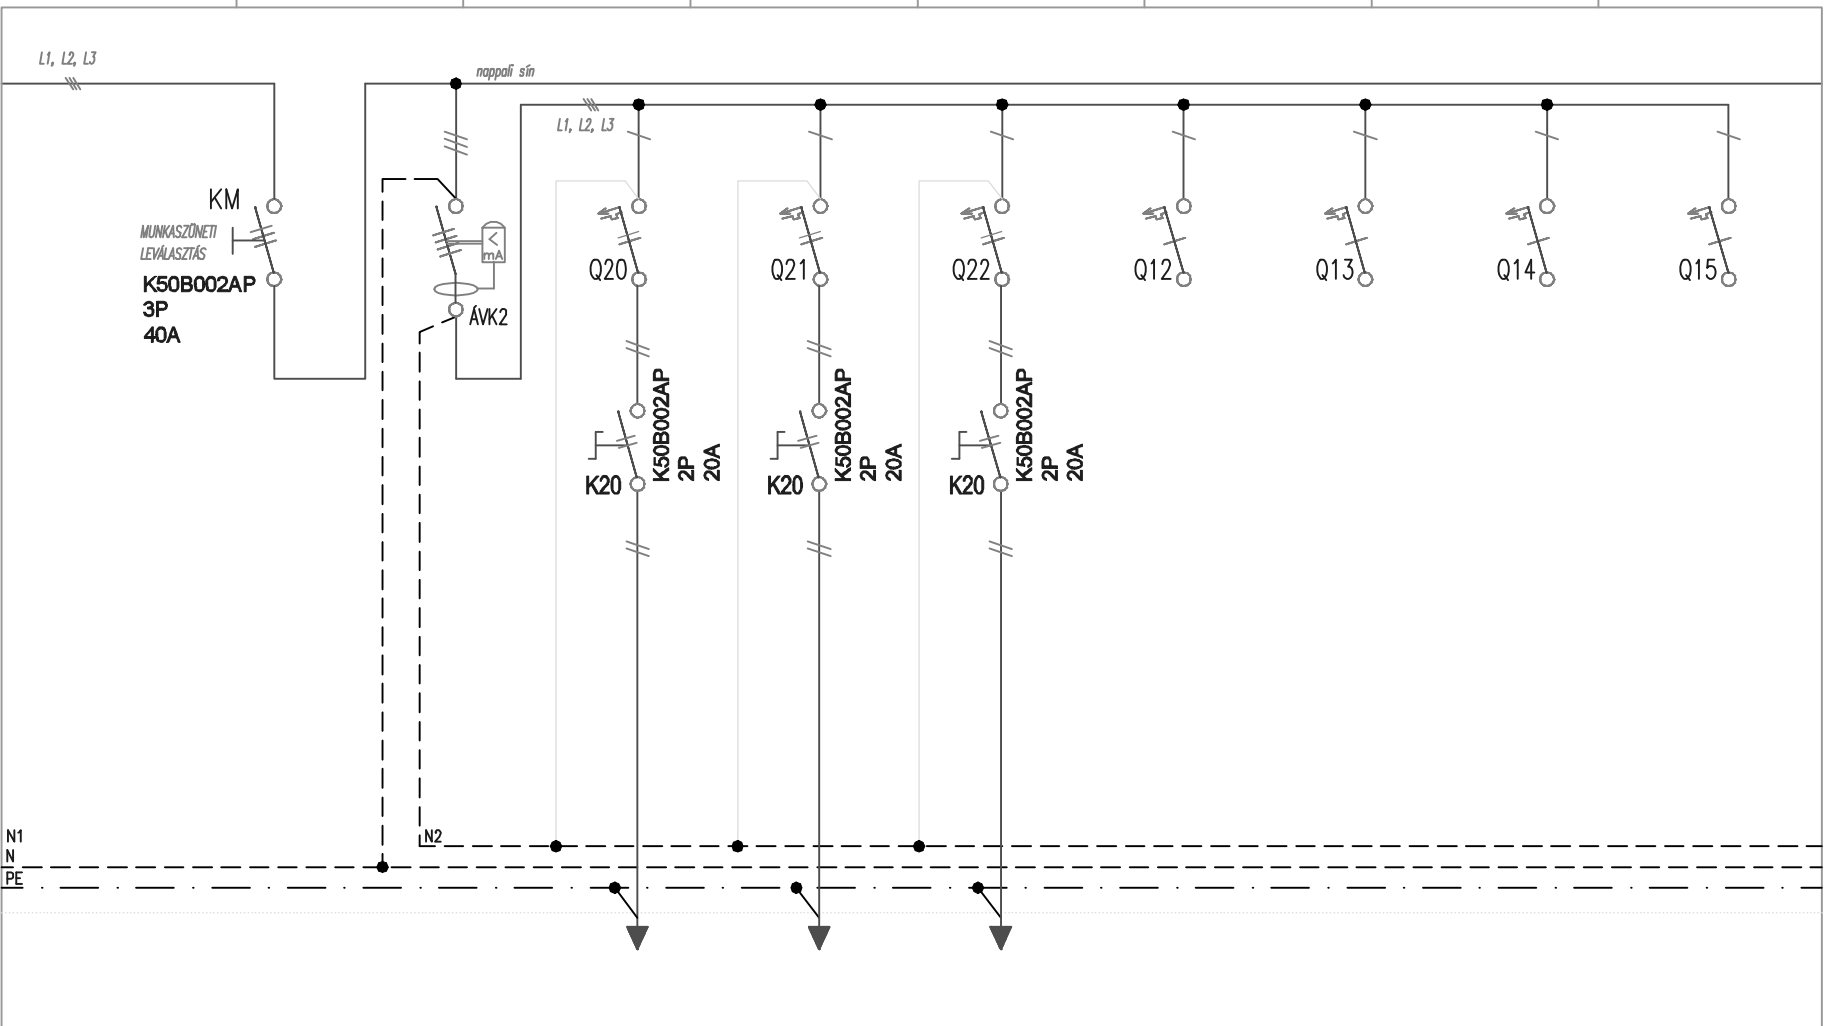 L1, L2, L3
nappali sín
L1, L2, L3
KM
MUNKASZÜNETI
LEVÁLASZTÁS
K50B002AP
3P
40A
<
mA
ÁVK2
Q20
Q21
Q22
Q12
Q13
Q14
Q15
K20
K50B002AP
2P
20A
K20
K50B002AP
2P
20A
K20
K50B002AP
2P
20A
N1
N2
N
PE